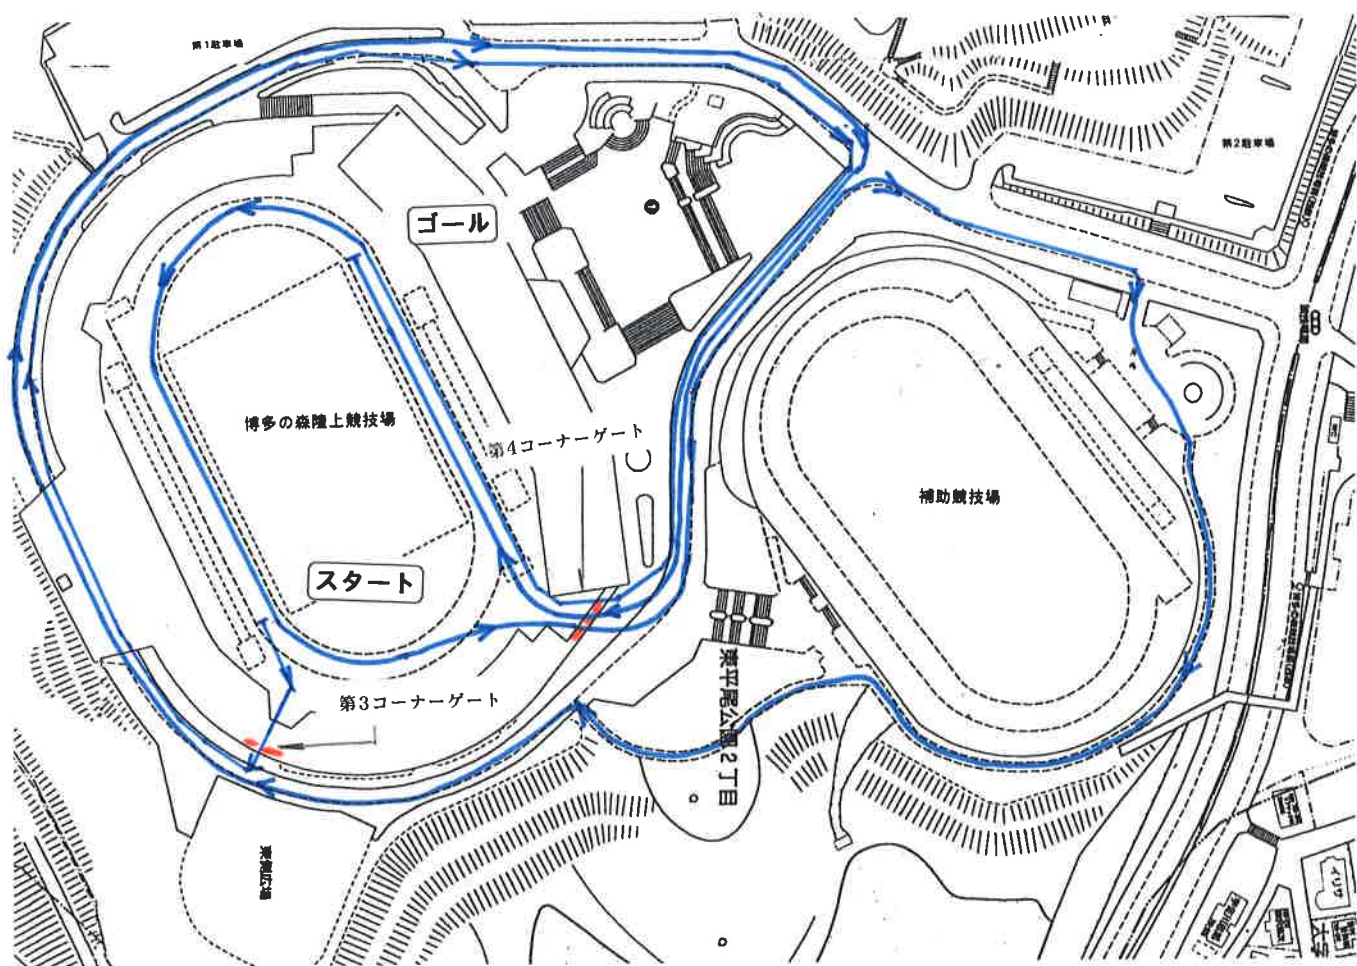 第1駐車場
第2駐車場
ゴール
博多の森陸上競技場
第4コーナーゲート
補助競技場
スタート
第3コーナーゲート
東平尾公園2丁目
イリサ